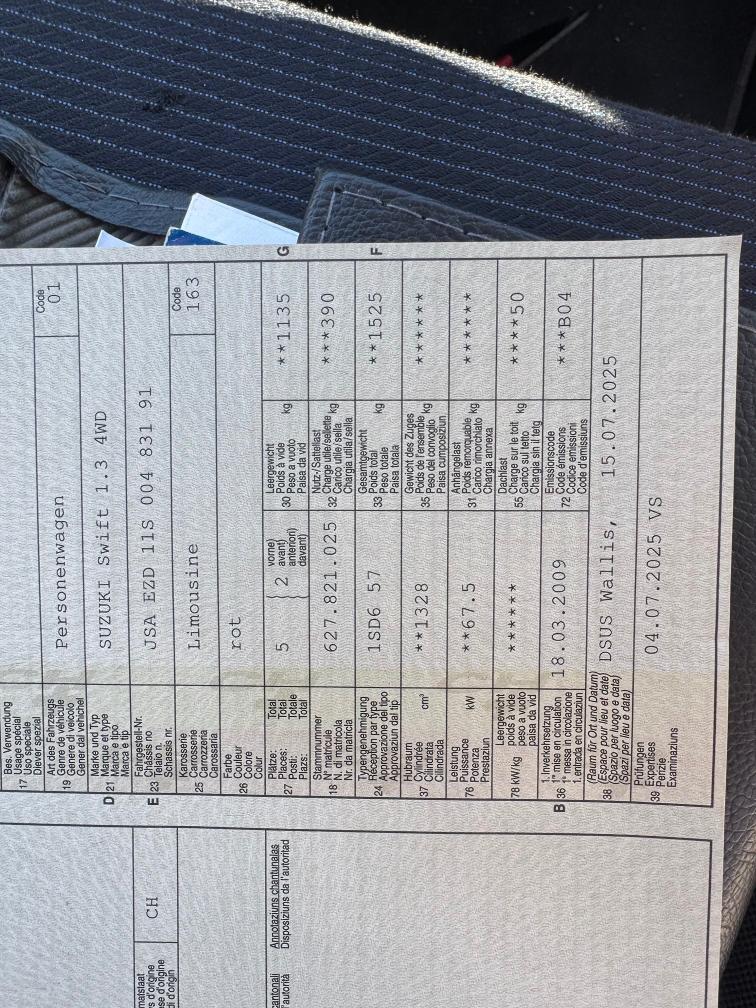 Bes. Verwendung
Usage spécial
17 Uso speciale
Diever spezial
Art des Fahrzeugs
Genre de véhicule
19 Genere di veicolo
Gener dal vehichel
Personenwagen
Code
01
Marke und Typ
D 21 Marque et type
Marca e tipo
Marca e tip
SUZUKI Swift 1.3 4WD
Fahrgestell-Nr.
E 23 Châssis no
Telaio n.
Schassis nr.
JSA EZD 11S 004 831 91
Karosserie
25 Carrosserie
Carrozzeria
Carossaria
Limousine
Code
163
Farbe
26 Couleur
Colore
Colur
rot
Plätze: Total
27 Places: Total
Posti: Totale
Plazs: Total
5 } 2
vorne)
avant)
anteriori)
davant)
Leergewicht
30 Poids à vide
Peso a vuoto
Paisa da vid
kg
**1135 G
Stammnummer
18 N° matricule
N. di matricola
Nr. da matricla
627.821.025
Nutz-/Sattellast
32 Charge utile/sellette
Carico utile/sella
Chargia utila/sella
kg
***390
Typengenehmigung
24 Réception par type
Approvazione del tipo
Approvaziun dal tip
1SD6 57
Gesamtgewicht
33 Poids total
Peso totale
Paisa totala
kg
**1525 F
Hubraum
37 Cylindrée
Cilindrata
Cilindrada
cm³
**1328
Gewicht des Zuges
35 Poids de l'ensemble
Peso del convoglio
Paisa cumposiziun
kg
******
Leistung
76 Puissance
Potenza
Prestaziun
kW
**67.5
Anhängelast
31 Poids remorquable
Carico rimorchiato
Chargia annexa
kg
******
Leergewicht
78 kW/kg poids à vide
peso a vuoto
paisa da vid
******
Dachlast
55 Charge sur le toit
Carico sul tetto
Chargia sin il tetg
kg
****50
1. Inverkehrsetzung
B 36 1re mise en circulation
1a messa in circolazione
1. entrada en circulaziun
18.03.2009
Emissionscode
72 Code émissions
Codice emissioni
Code d'emissiuns
***B04
(Raum für Ort und Datum)
38 (Espace pour lieu et date)
(Spazio per luogo e data)
(Spazi per lieu e data)
DSUS Wallis, 15.07.2025
Prüfungen
39 Expertises
Perizie
Examinaziuns
04.07.2025 VS
CH
Annotaziuns chantunalas
Disposiziuns da l'autoritad